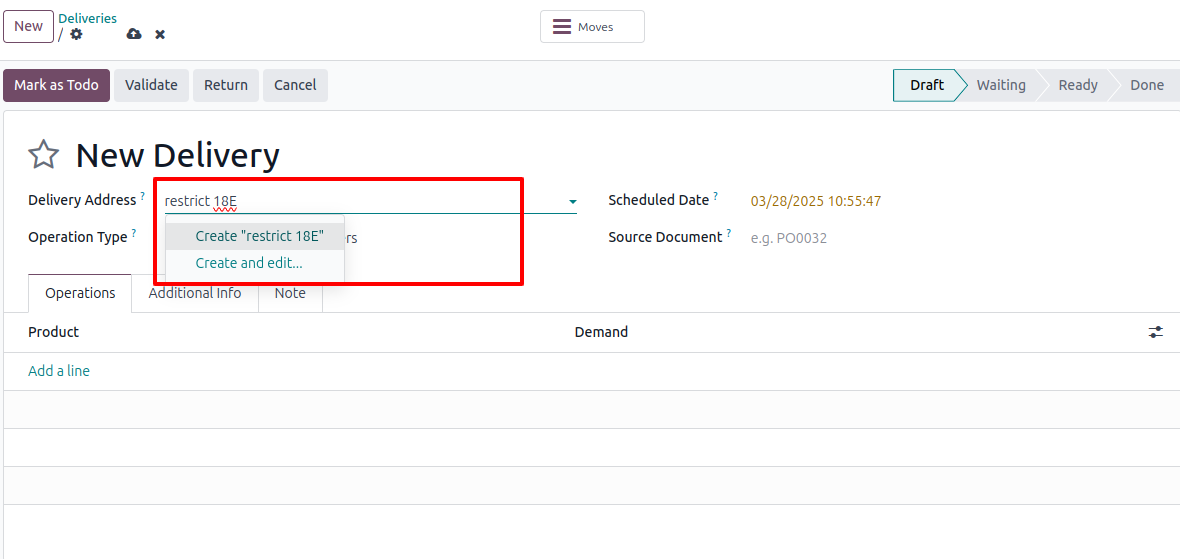 New
Deliveries
/
Moves
Mark as Todo
Validate
Return
Cancel
Draft
Waiting
Ready
Done
New Delivery
Delivery Address ?
restrict 18E
Scheduled Date ?
03/28/2025 10:55:47
Create "restrict 18E"
Create and edit...
Operation Type ?
rs
Source Document ?
e.g. PO0032
Operations
Additional Info
Note
Product
Demand
Add a line